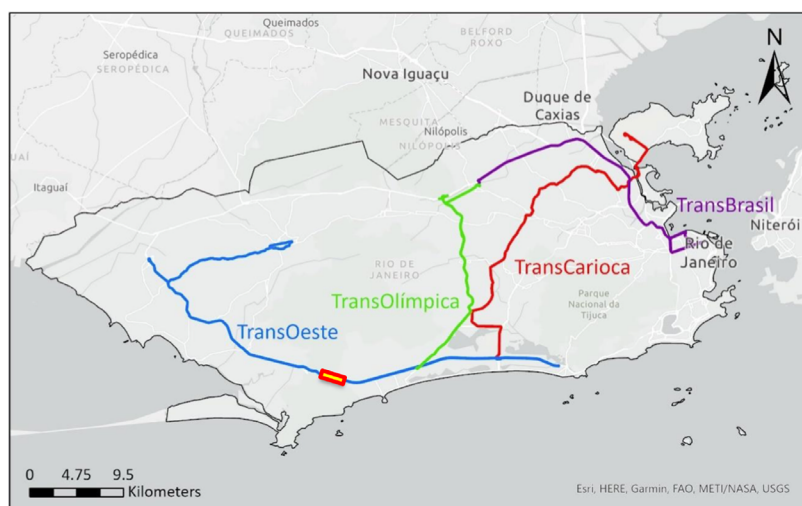 Queimados
QUEIMADOS
BELFORD
ROXO
N
Seropédica
SEROPÉDICA
Nova Iguaçu
Duque de
Caxias
MESQUITA
Nilópolis
NILÓPOLIS
Itaguaí
TransBrasil
Niterói
Rio de
Janeiro
RIO DE
JANEIRO
TransCarioca
TransOlímpica
Parque
Nacional da
Tijuca
TransOeste
0 4.75 9.5
Kilometers
Esri, HERE, Garmin, FAO, METI/NASA, USGS